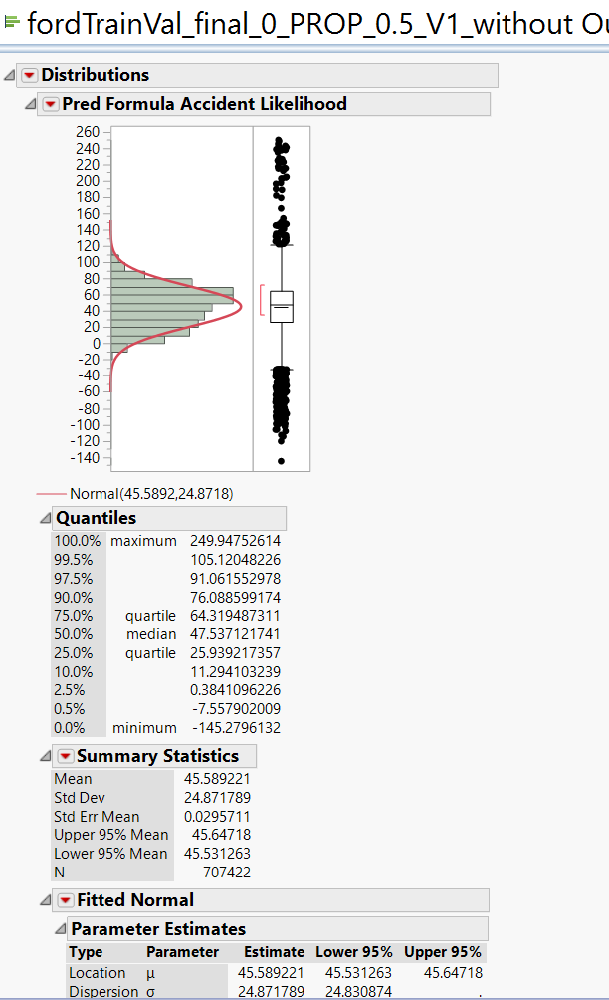 fordTrainVal_final_0_PROP_0.5_V1_without
Distributions
Pred Formula Accident Likelihood
260
240
220
200
180
160
140
120
100
80
60
40
20
0
-20
-40
-60
-80
-100
-120
-140
Normal(45.5892,24.8718)
Quantiles
100.0% maximum 249.94752614
99.5% 105.12048226
97.5% 91.061552978
90.0% 76.088599174
75.0% quartile 64.319487311
50.0% median 47.537121741
25.0% quartile 25.939217357
10.0% 11.294103239
2.5% 0.3841096226
0.5% -7.557902009
0.0% minimum -145.2796132
Summary Statistics
Mean 45.589221
Std Dev 24.871789
Std Err Mean 0.0295711
Upper 95% Mean 45.64718
Lower 95% Mean 45.531263
N 707422
Fitted Normal
Parameter Estimates
Type Parameter Estimate Lower 95% Upper 95%
Location μ 45.589221 45.531263 45.64718
Dispersion σ 24.871789 24.830874